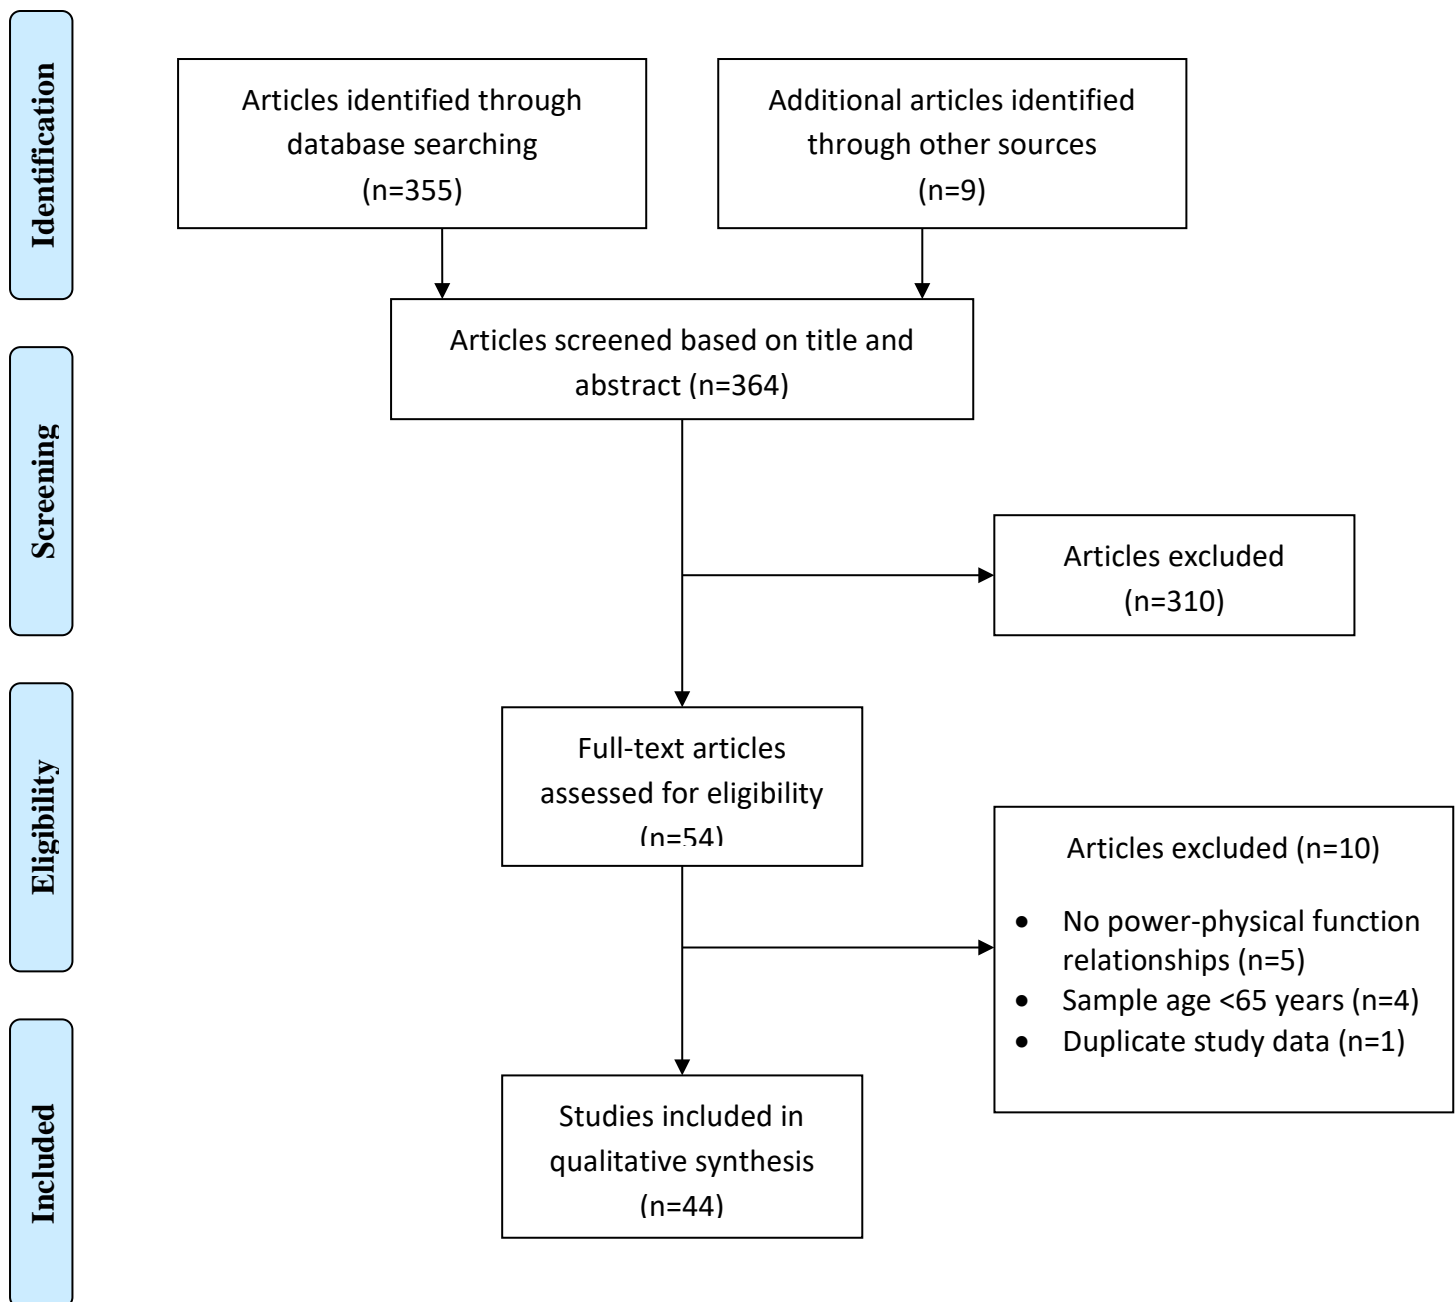 Identification
Articles identified through
database searching
(n=355)
Additional articles identified
through other sources
(n=9)
Articles screened based on title and
abstract (n=364)
Screening
Articles excluded
(n=310)
Eligibility
Full-text articles
assessed for eligibility
(n=54)
Articles excluded (n=10)
• No power-physical function
relationships (n=5)
• Sample age <65 years (n=4)
• Duplicate study data (n=1)
Included
Studies included in
qualitative synthesis
(n=44)